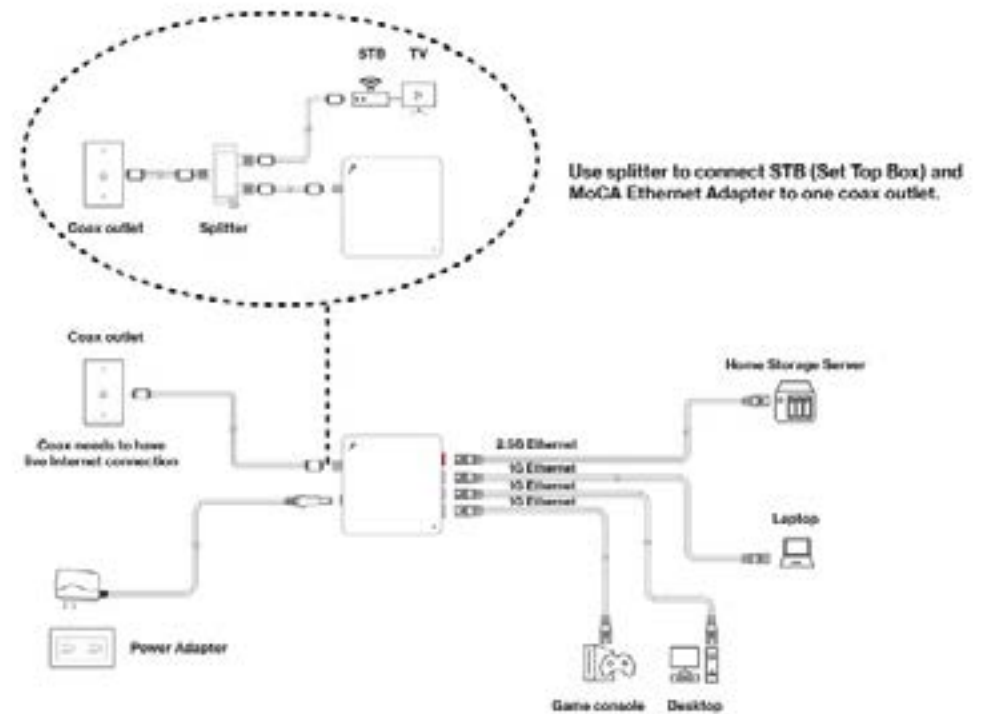 STB TV
Use splitter to connect STB (Set Top Box) and
MoCA Ethernet Adapter to one coax outlet.
Coax outlet Splitter
Coax outlet
Home Storage Server
Coax needs to have
live Internet connection
2.5G Ethernet
1G Ethernet
1G Ethernet
1G Ethernet
Laptop
Power Adapter
Game console Desktop